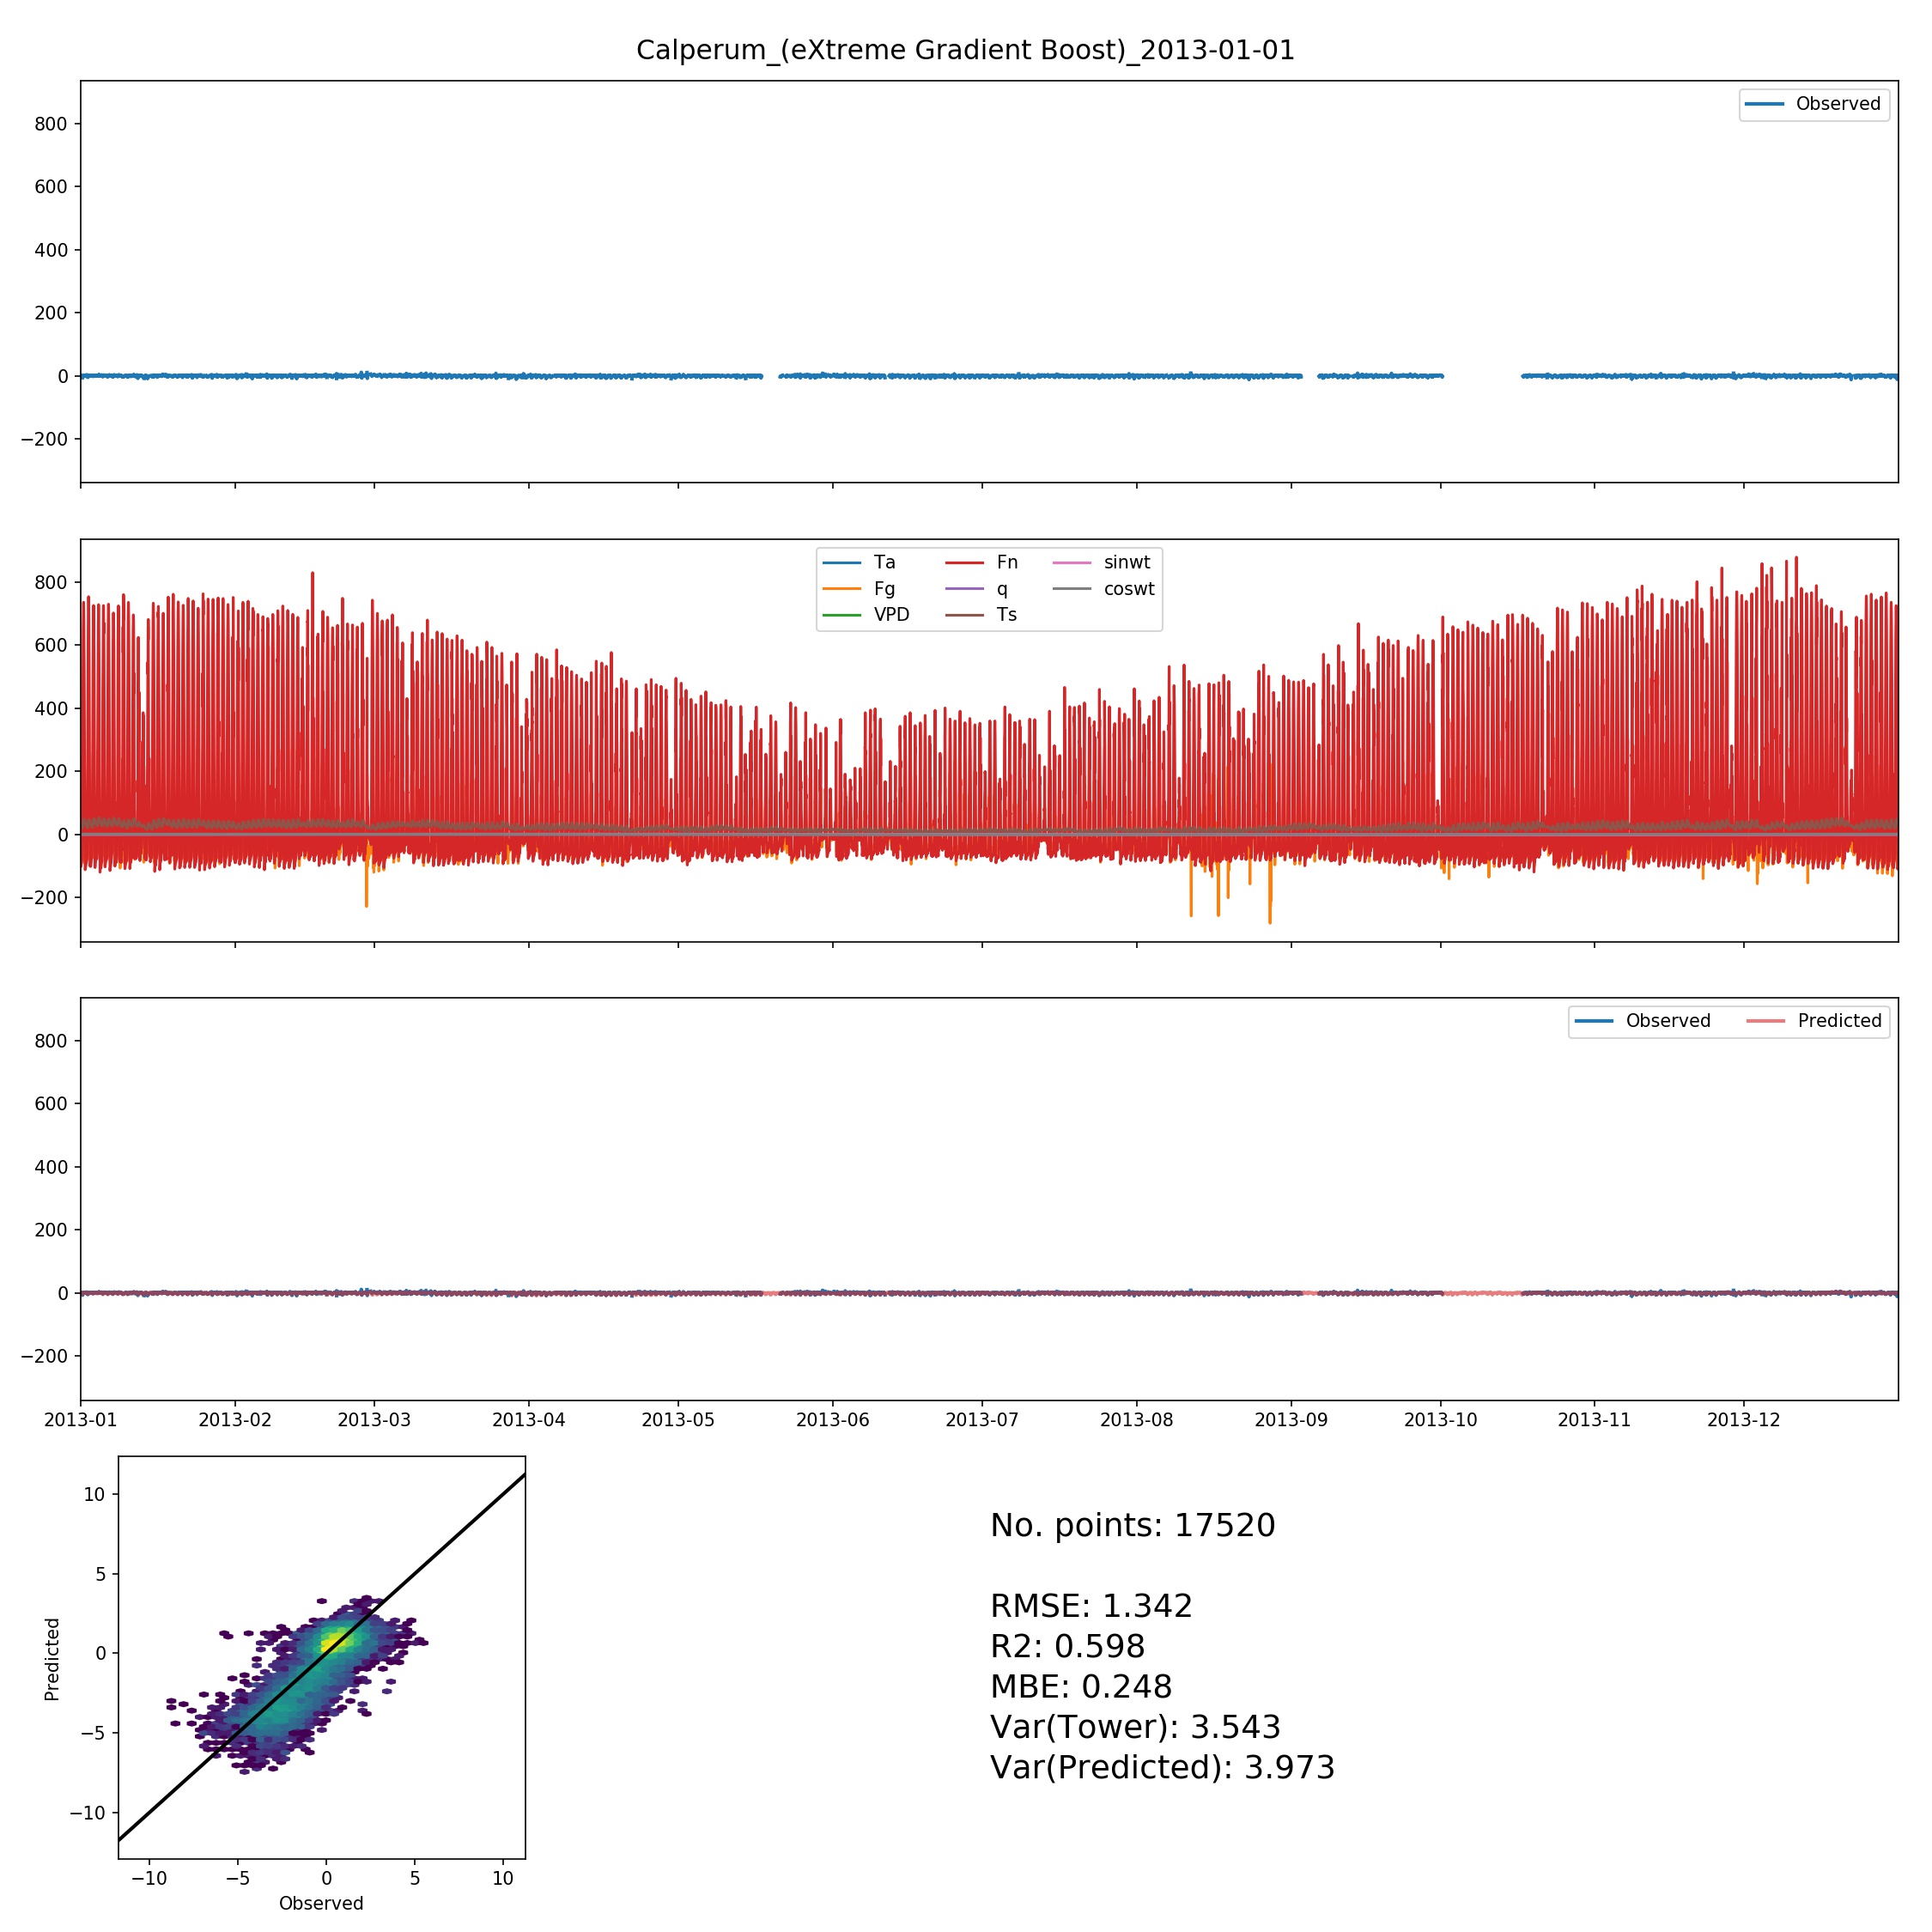 Calperum_(eXtreme Gradient Boost)_2013-01-01
Observed
800
600
400
200
0
−200
Ta Fn sinwt
Fg q coswt
VPD Ts
800
600
400
200
0
−200
Observed Predicted
800
600
400
200
0
−200
2013-01 2013-02 2013-03 2013-04 2013-05 2013-06 2013-07 2013-08 2013-09 2013-10 2013-11 2013-12
10
5
0
−5
−10
Predicted
−10 −5 0 5 10
Observed
No. points: 17520
RMSE: 1.342
R2: 0.598
MBE: 0.248
Var(Tower): 3.543
Var(Predicted): 3.973